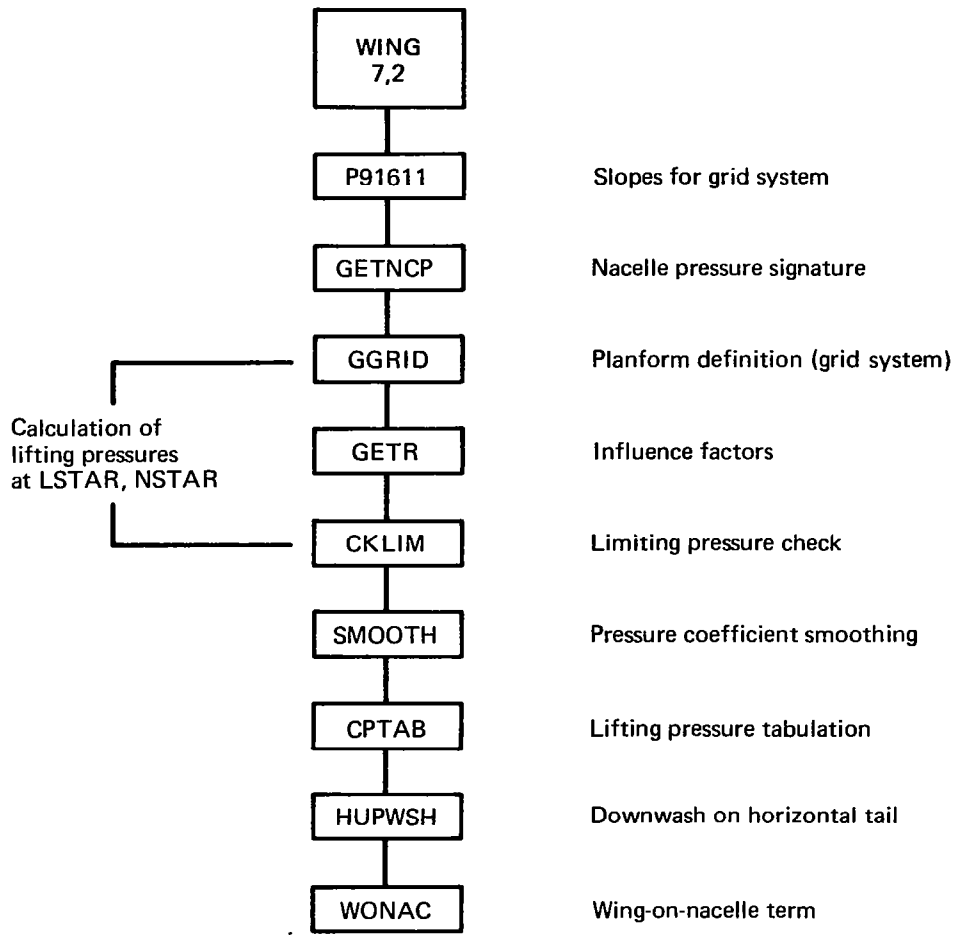 WING
7,2
P91611 Slopes for grid system
GETNCP Nacelle pressure signature
GGRID Planform definition (grid system)
Calculation of
lifting pressures
at LSTAR, NSTAR
GETR Influence factors
CKLIM Limiting pressure check
SMOOTH Pressure coefficient smoothing
CPTAB Lifting pressure tabulation
HUPWSH Downwash on horizontal tail
WONAC Wing-on-nacelle term